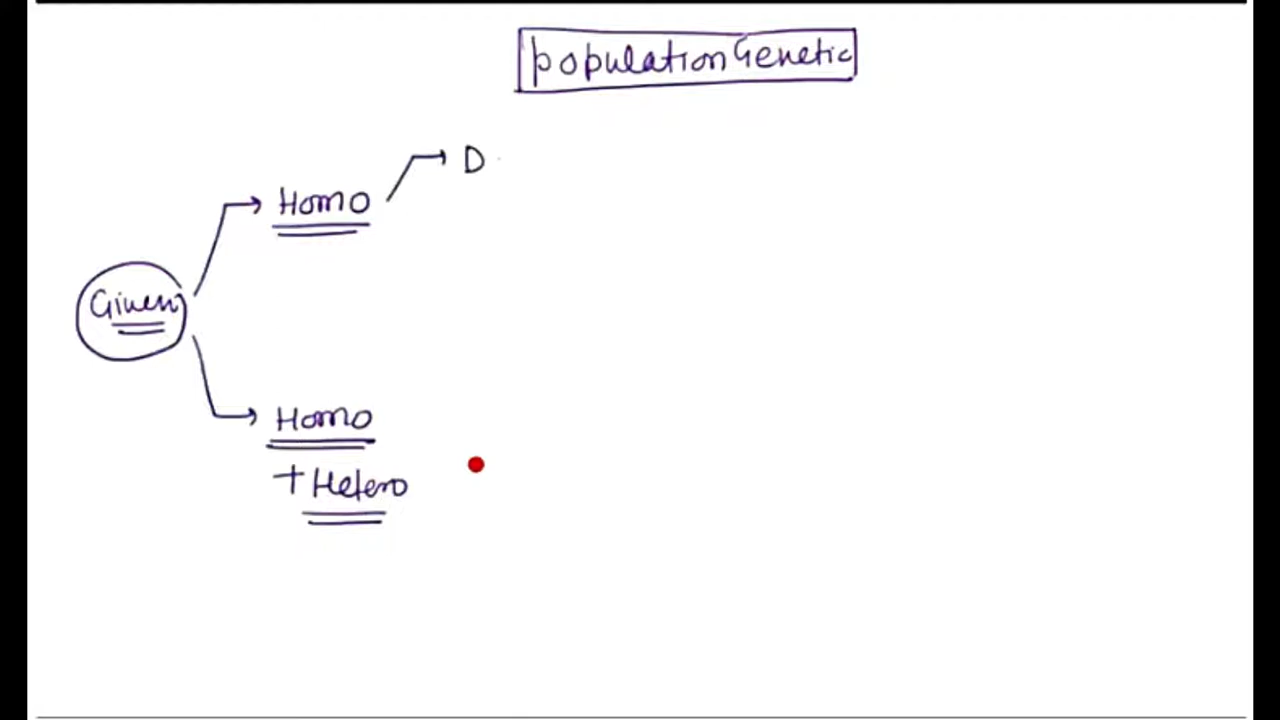 populationGenetic
D
Homo
Given
Homo
+ Hetero